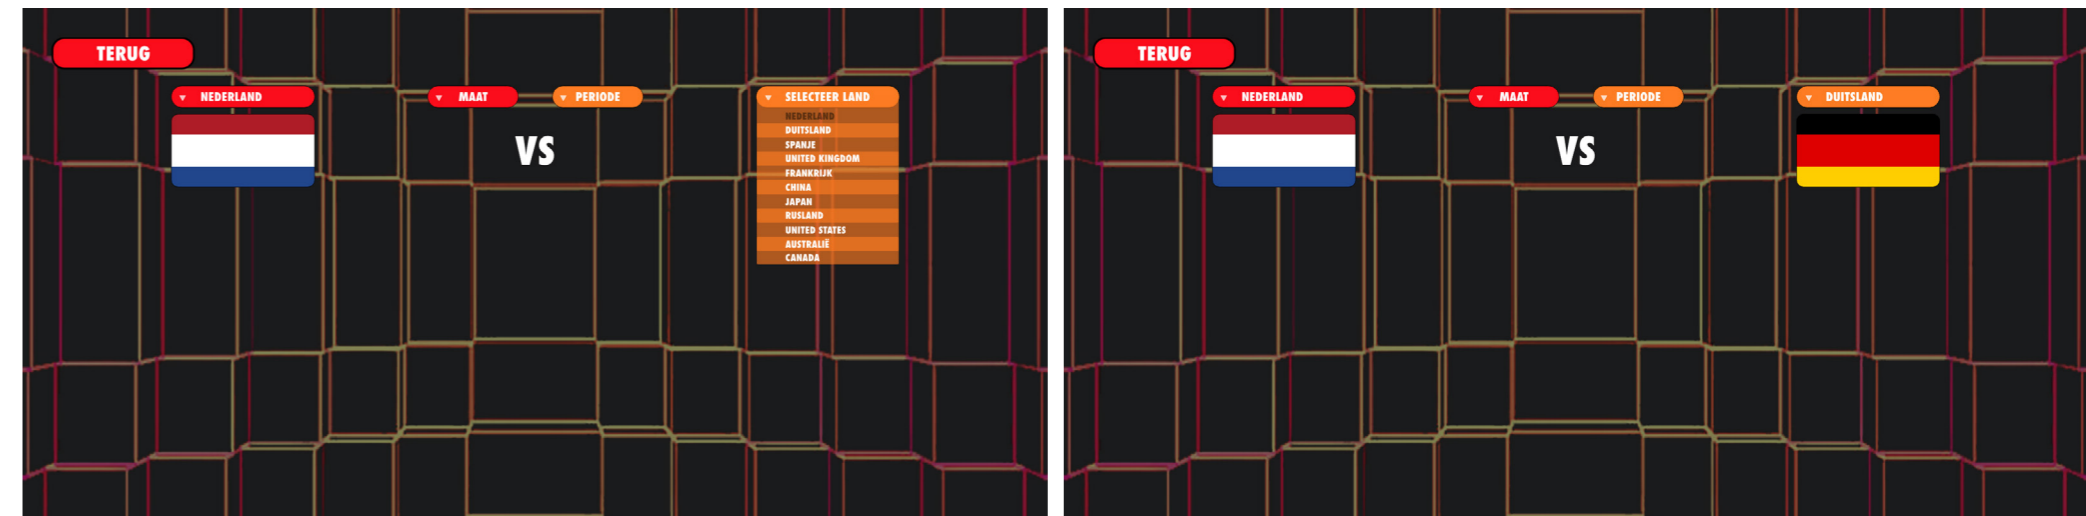 TERUG
NEDERLAND
MAAT
PERIODE
SELECTEER LAND
VS
NEDERLAND
DUITSLAND
SPANJE
UNITED KINGDOM
FRANKRIJK
CHINA
JAPAN
RUSLAND
UNITED STATES
AUSTRALIË
CANADA
TERUG
NEDERLAND
MAAT
PERIODE
DUITSLAND
VS